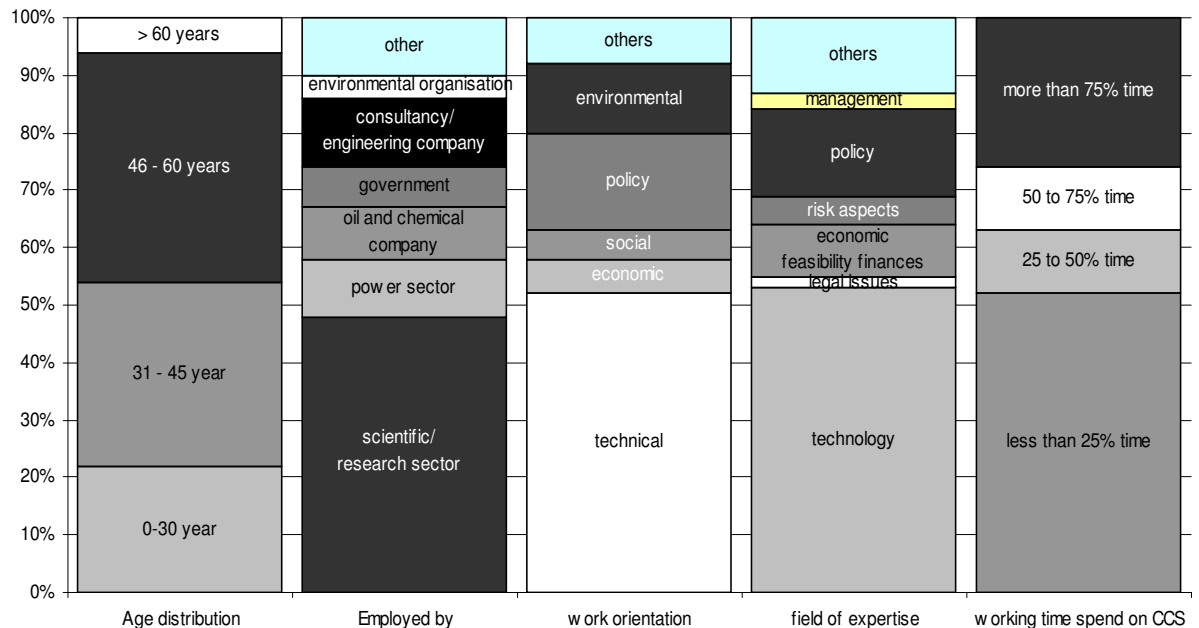 100%
90%
80%
70%
60%
50%
40%
30%
20%
10%
0%
> 60 years
46 - 60 years
31 - 45 year
0-30 year
Age distribution
other
environmental organisation
consultancy/
engineering company
government
oil and chemical
company
power sector
scientific/
research sector
Employed by
others
environmental
policy
social
economic
technical
work orientation
others
management
policy
risk aspects
economic
feasibility finances
legal issues
technology
field of expertise
more than 75% time
50 to 75% time
25 to 50% time
less than 25% time
working time spend on CCS